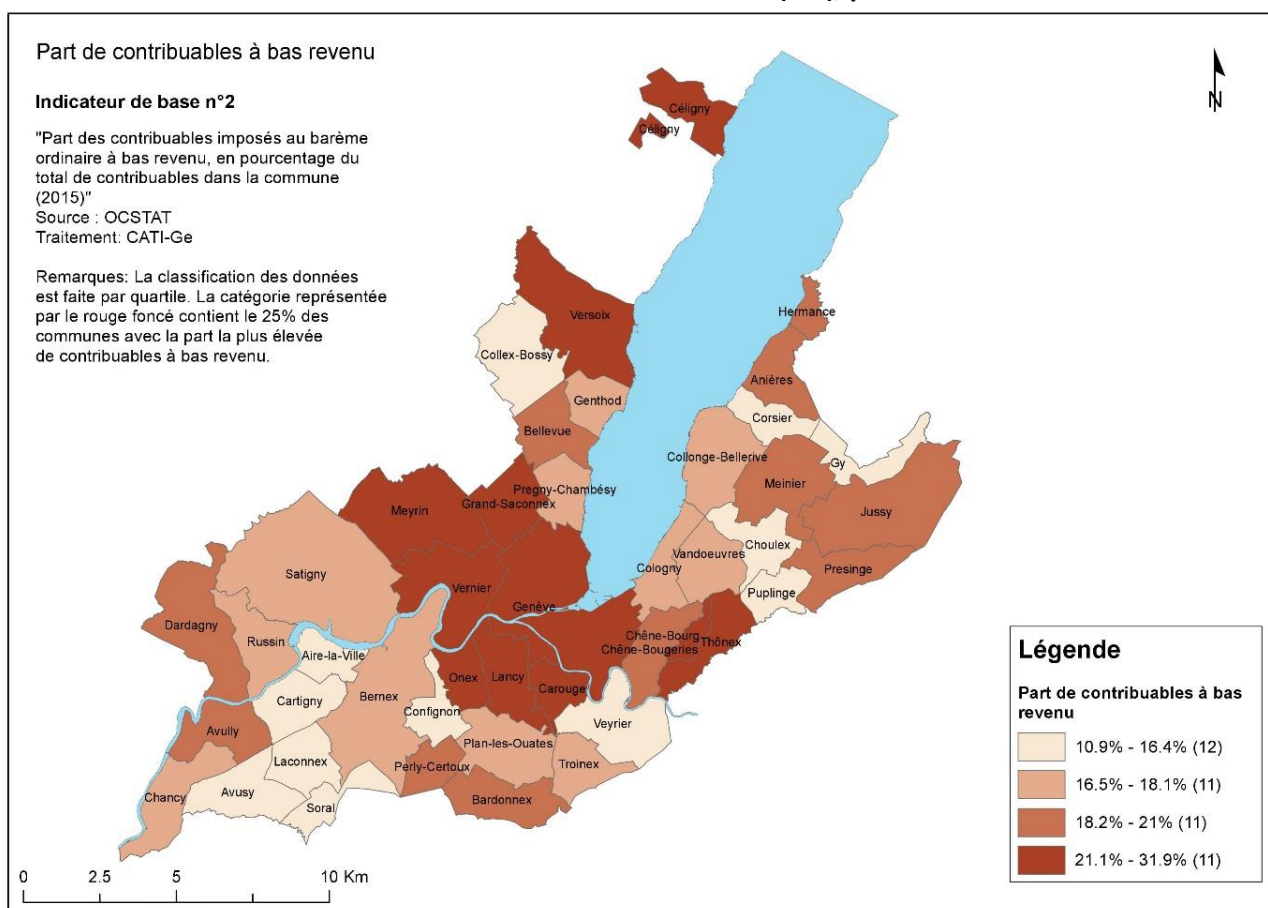 Part de contribuables à bas revenu
Indicateur de base n°2
"Part des contribuables imposés au barème
ordinaire à bas revenu, en pourcentage du
total de contribuables dans la commune
(2015)"
Source : OCSTAT
Traitement: CATI-Ge
Remarques: La classification des données
est faite par quartile. La catégorie représentée
par le rouge foncé contient le 25% des
communes avec la part la plus élevée
de contribuables à bas revenu.
N
Céligny
Céligny
Versoix
Hermance
Collex-Bossy
Anières
Genthod
Corsier
Bellevue
Collonge-Bellerive
Gy
Meinier
Pregny-Chambésy
Grand-Saconnex
Meyrin
Jussy
Choulex
Vandoeuvres
Cologny
Presinge
Satigny
Vernier
Puplinge
Genève
Dardagny
Russin
Chêne-Bourg
Thônex
Chêne-Bougeries
Aire-la-Ville
Onex
Lancy
Carouge
Bernex
Cartigny
Confignon
Veyrier
Avully
Plan-les-Ouates
Laconnex
Troinex
Perly-Certoux
Chancy
Avusy
Soral
Bardonnex
Légende
Part de contribuables à bas
revenu
10.9% - 16.4% (12)
16.5% - 18.1% (11)
18.2% - 21% (11)
21.1% - 31.9% (11)
0 2.5 5 10 Km